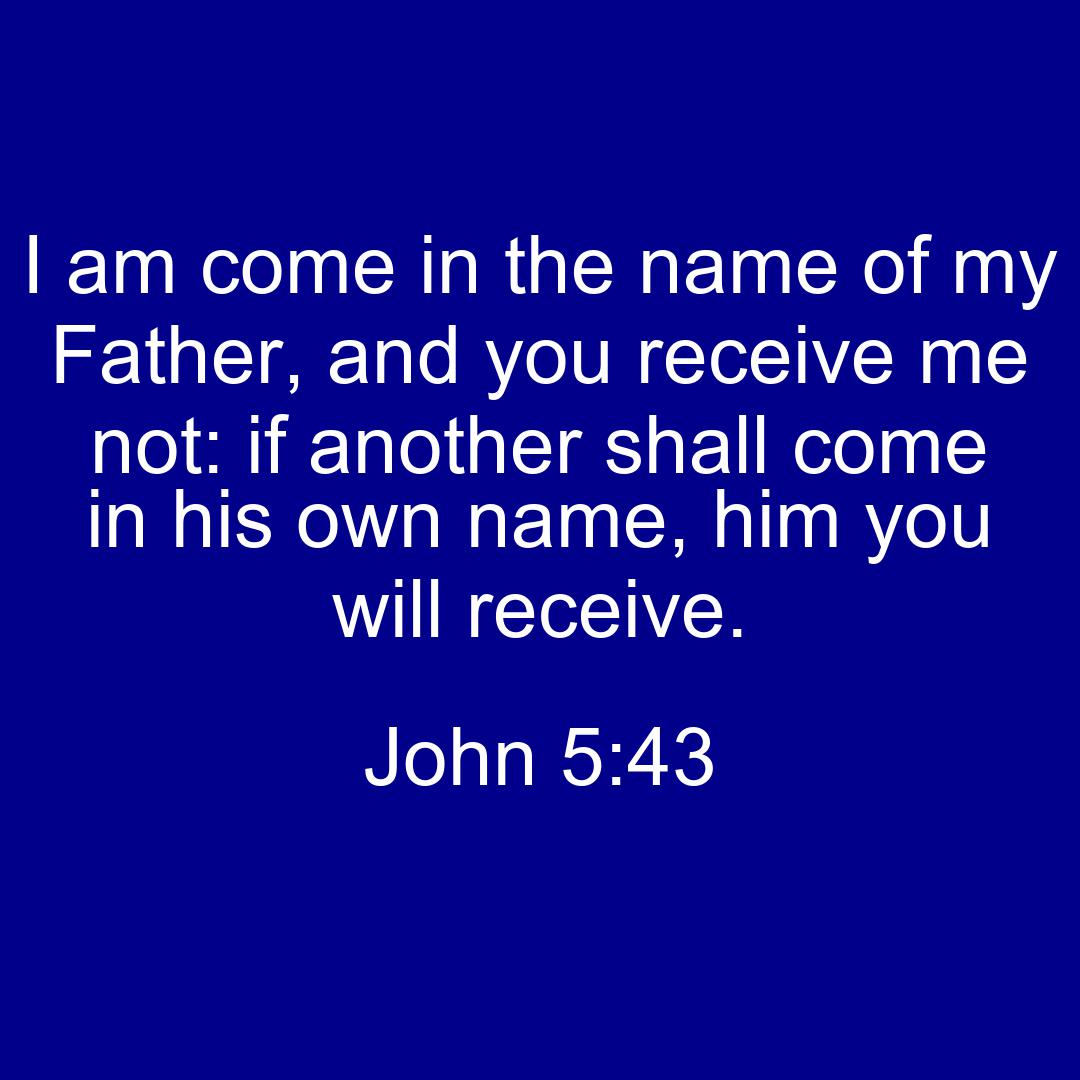 I am come in the name of my
Father, and you receive me
not: if another shall come
in his own name, him you
will receive.
John 5:43